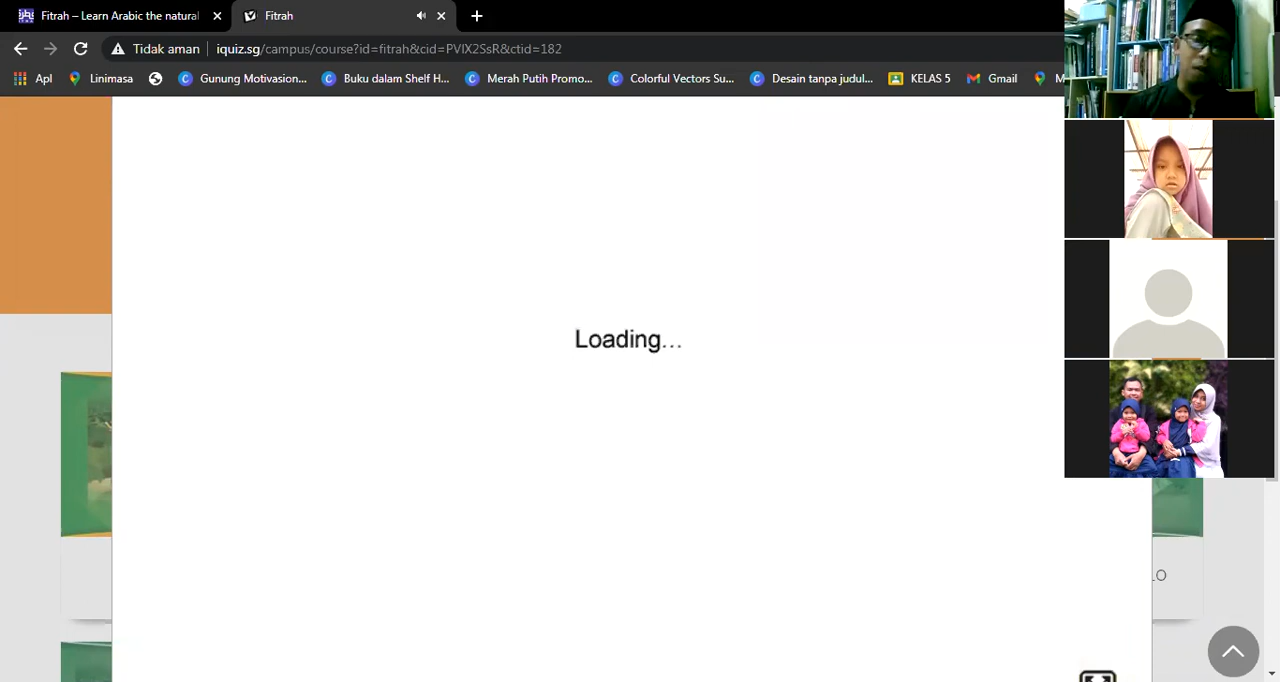 Fitrah – Learn Arabic the natural
Fitrah
Tidak aman
iquiz.sg/campus/course?id=fitrah&cid=PVIX2SsR&ctid=182
Apl
Linimasa
Gunung Motivasion...
Buku dalam Shelf H...
Merah Putih Promo...
Colorful Vectors Su...
Desain tanpa judul...
KELAS 5
Gmail
M
Loading...
LO